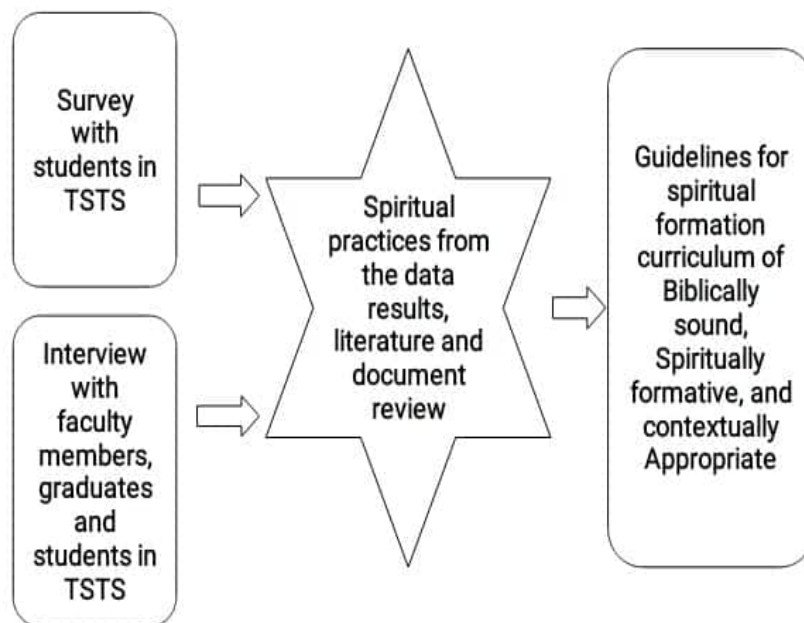 Survey
with
students in
TSTS
Interview
with
faculty
members,
graduates
and
students in
TSTS
Spiritual
practices from
the data
results,
literature and
document
review
Guidelines for
spiritual
formation
curriculum of
Biblically
sound,
Spiritually
formative, and
contextually
Appropriate